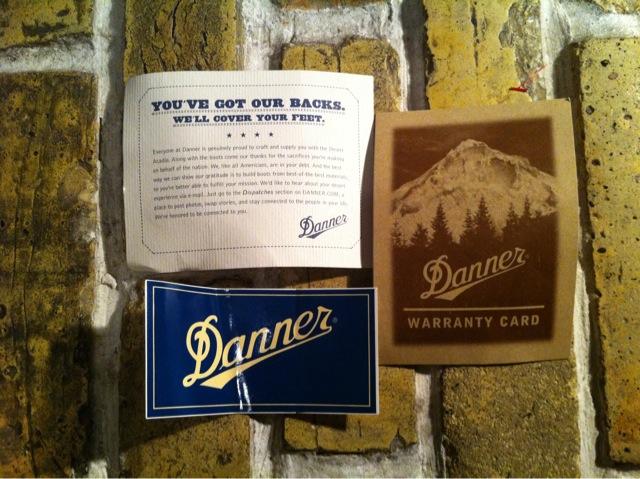 YOU'VE GOT OUR BACKS.
WE'LL COVER YOUR FEET.
Everyone at Danner is genuinely proud to craft and supply you with the Desert
Acadia. Along with the boots come our thanks for the sacrifices you're making
on behalf of the nation. We, like all Americans, are in your debt. And the best
way we can show our gratitude is to build boots from best-of-the-best materials
so you're better able to fulfill your mission. We'd like to hear about your desert
experience via e-mail. Just go to the Dispatches section on DANNER.COM, a
place to post photos, swap stories, and stay connected to the people in your life.
We're honored to be connected to you.
Danner
Danner®
Danner
WARRANTY CARD